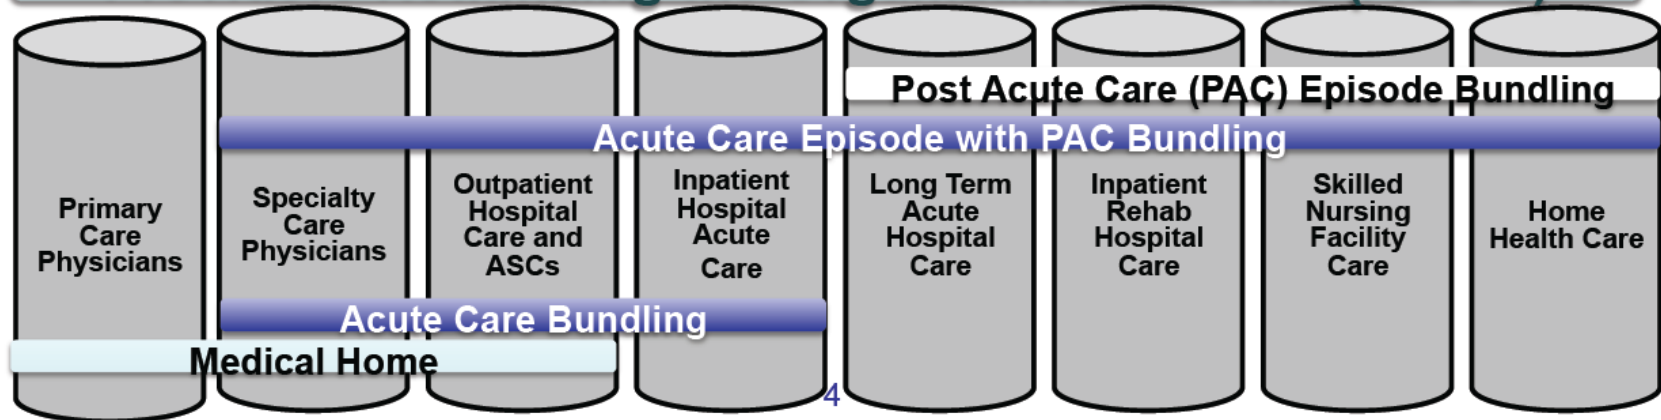 Post Acute Care (PAC) Episode Bundling
Acute Care Episode with PAC Bundling
Primary
Care
Physicians
Specialty
Care
Physicians
Outpatient
Hospital
Care and
ASCs
Inpatient
Hospital
Acute
Care
Long Term
Acute
Hospital
Care
Inpatient
Rehab
Hospital
Care
Skilled
Nursing
Facility
Care
Home
Health Care
Acute Care Bundling
Medical Home
4